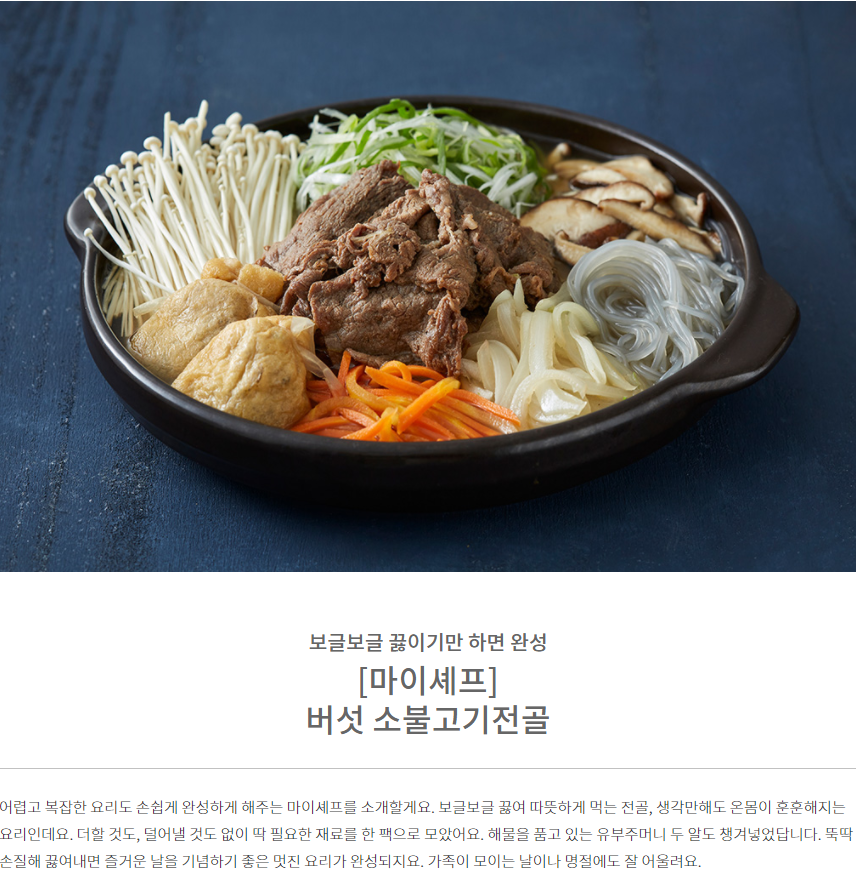 보글보글 끓이기만 하면 완성
[마이셰프]
버섯 소불고기전골
어렵고 복잡한 요리도 손쉽게 완성하게 해주는 마이셰프를 소개할게요. 보글보글 끓여 따뜻하게 먹는 전골, 생각만해도 온몸이 훈훈해지는
요리인데요. 더할 것도, 덜어낼 것도 없이 딱 필요한 재료를 한 팩으로 모았어요. 해물을 품고 있는 유부주머니 두 알도 챙겨넣었답니다. 뚝딱
손질해 끓여내면 즐거운 날을 기념하기 좋은 멋진 요리가 완성되지요. 가족이 모이는 날이나 명절에도 잘 어울려요.